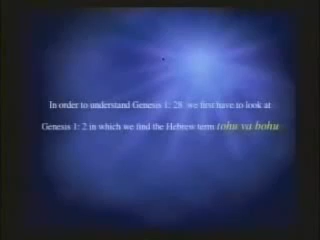 In order to understand Genesis 1: 28 we first have to look at
Genesis 1: 2 in which we find the Hebrew term tohu va bohu